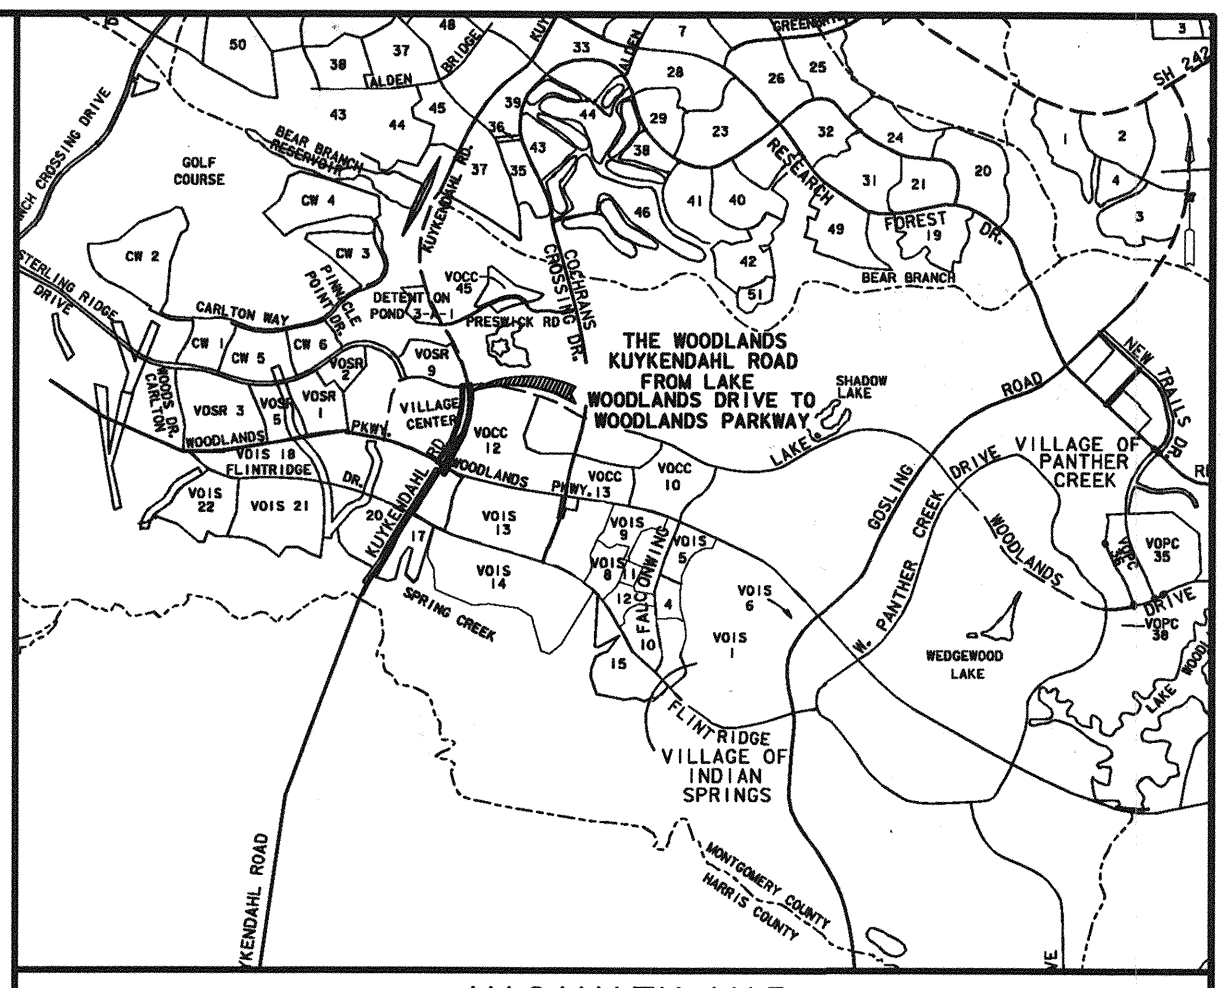 50
38
37
48
BRIDGE
ALDEN
KUY
33
ALDEN
7
GREENBR
3
SH 242
28
26
25
43
44
45
39
36
44
29
23
38
43
35
37
32
24
1
2
4
3
RANCH CROSSING DRIVE
BEAR BRANCH
RESERVOIR
GOLF
COURSE
CW 4
CW 3
CW 2
KUYKENDAHL RD.
46
41
40
42
51
RESEARCH
FOREST
DR.
31
21
20
49
19
BEAR BRANCH
STERLING RIDGE
DRIVE
CARLTON WAY
PINNACLE
POINT
DR.
DETENTION
POND 3-A-1
VOCC
45
PRESWICK RD
COCHRANS
CROSSING DR.
CW 1
CW 5
CW 6
VOSR
2
VOSR
9
THE WOODLANDS
KUYKENDAHL ROAD
FROM LAKE
WOODLANDS DRIVE TO
WOODLANDS PARKWAY
SHADOW
LAKE
LAKE
ROAD
NEW
TRAILS
DR.
CARLTON
WOODS DR.
VOSR 3
VOSR
5
VOSR
1
VILLAGE
CENTER
VOCC
12
WOODLANDS
PKWY.
VOIS 18
FLINTRIDGE
DR.
WOODLANDS
PKWY.
VOCC
13
VOCC
10
GOSLING
DRIVE
VILLAGE OF
PANTHER
CREEK
VOIS
22
VOIS 21
20
KUYKENDAHL RD
17
VOIS
13
VOIS
14
VOIS
9
VOIS
8
11
12
10
FALCONWING
VOIS
5
4
VOIS
6
VOIS
1
15
SPRING CREEK
W. PANTHER CREEK
WOODLANDS
DRIVE
VOPC
36
VOPC
35
VOPC
38
WEDGEWOOD
LAKE
LAKE WOODL
FLINTRIDGE
VILLAGE OF
INDIAN
SPRINGS
MONTGOMERY COUNTY
HARRIS COUNTY
YKENDAHL ROAD
VE